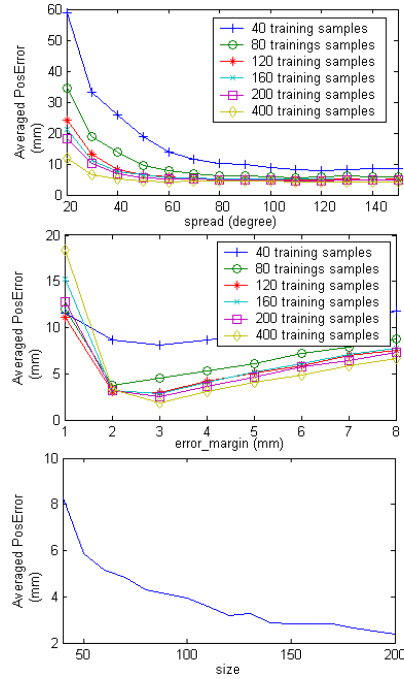 60
50
40
30
20
10
0
Averaged PosError
(mm)
40 training samples
80 trainings samples
120 training samples
160 training samples
200 training samples
400 training samples
20 40 60 80 100 120 140
spread (degree)
20
15
10
5
0
Averaged PosError
(mm)
40 training samples
80 trainings samples
120 training samples
160 training samples
200 training samples
400 training samples
1 2 3 4 5 6 7 8
error_margin (mm)
10
8
6
4
2
Averaged PosError
(mm)
50 100 150 200
size